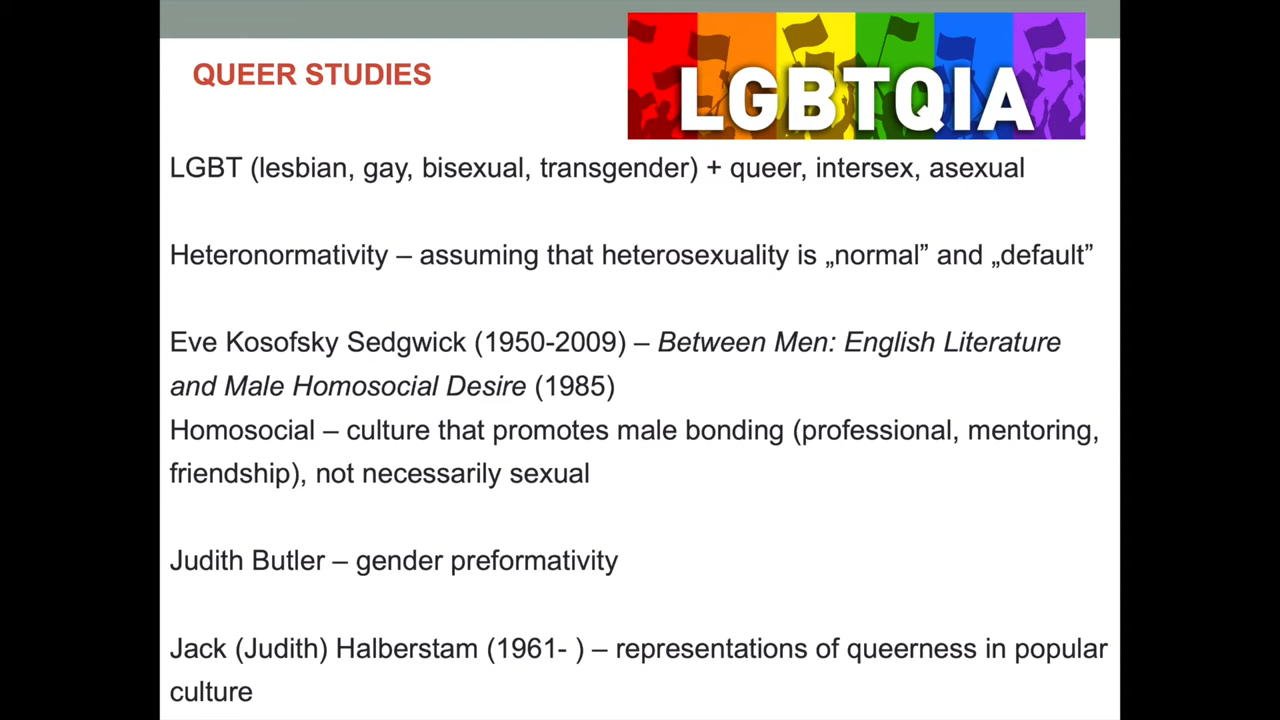 QUEER STUDIES
LGBTQIA
LGBT (lesbian, gay, bisexual, transgender) + queer, intersex, asexual
Heteronormativity – assuming that heterosexuality is „normal” and „default”
Eve Kosofsky Sedgwick (1950-2009) – Between Men: English Literature
and Male Homosocial Desire (1985)
Homosocial – culture that promotes male bonding (professional, mentoring,
friendship), not necessarily sexual
Judith Butler – gender preformativity
Jack (Judith) Halberstam (1961- ) – representations of queerness in popular
culture